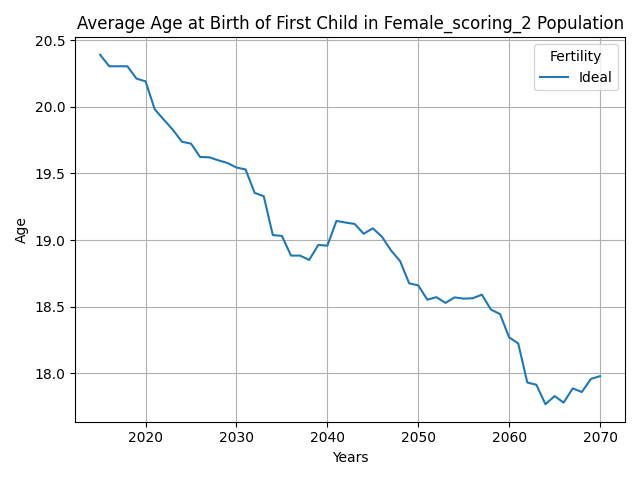 Average Age at Birth of First Child in Female_scoring_2 Population
20.5
20.0
19.5
19.0
18.5
18.0
Age
Fertility
Ideal
2020 2030 2040 2050 2060 2070
Years